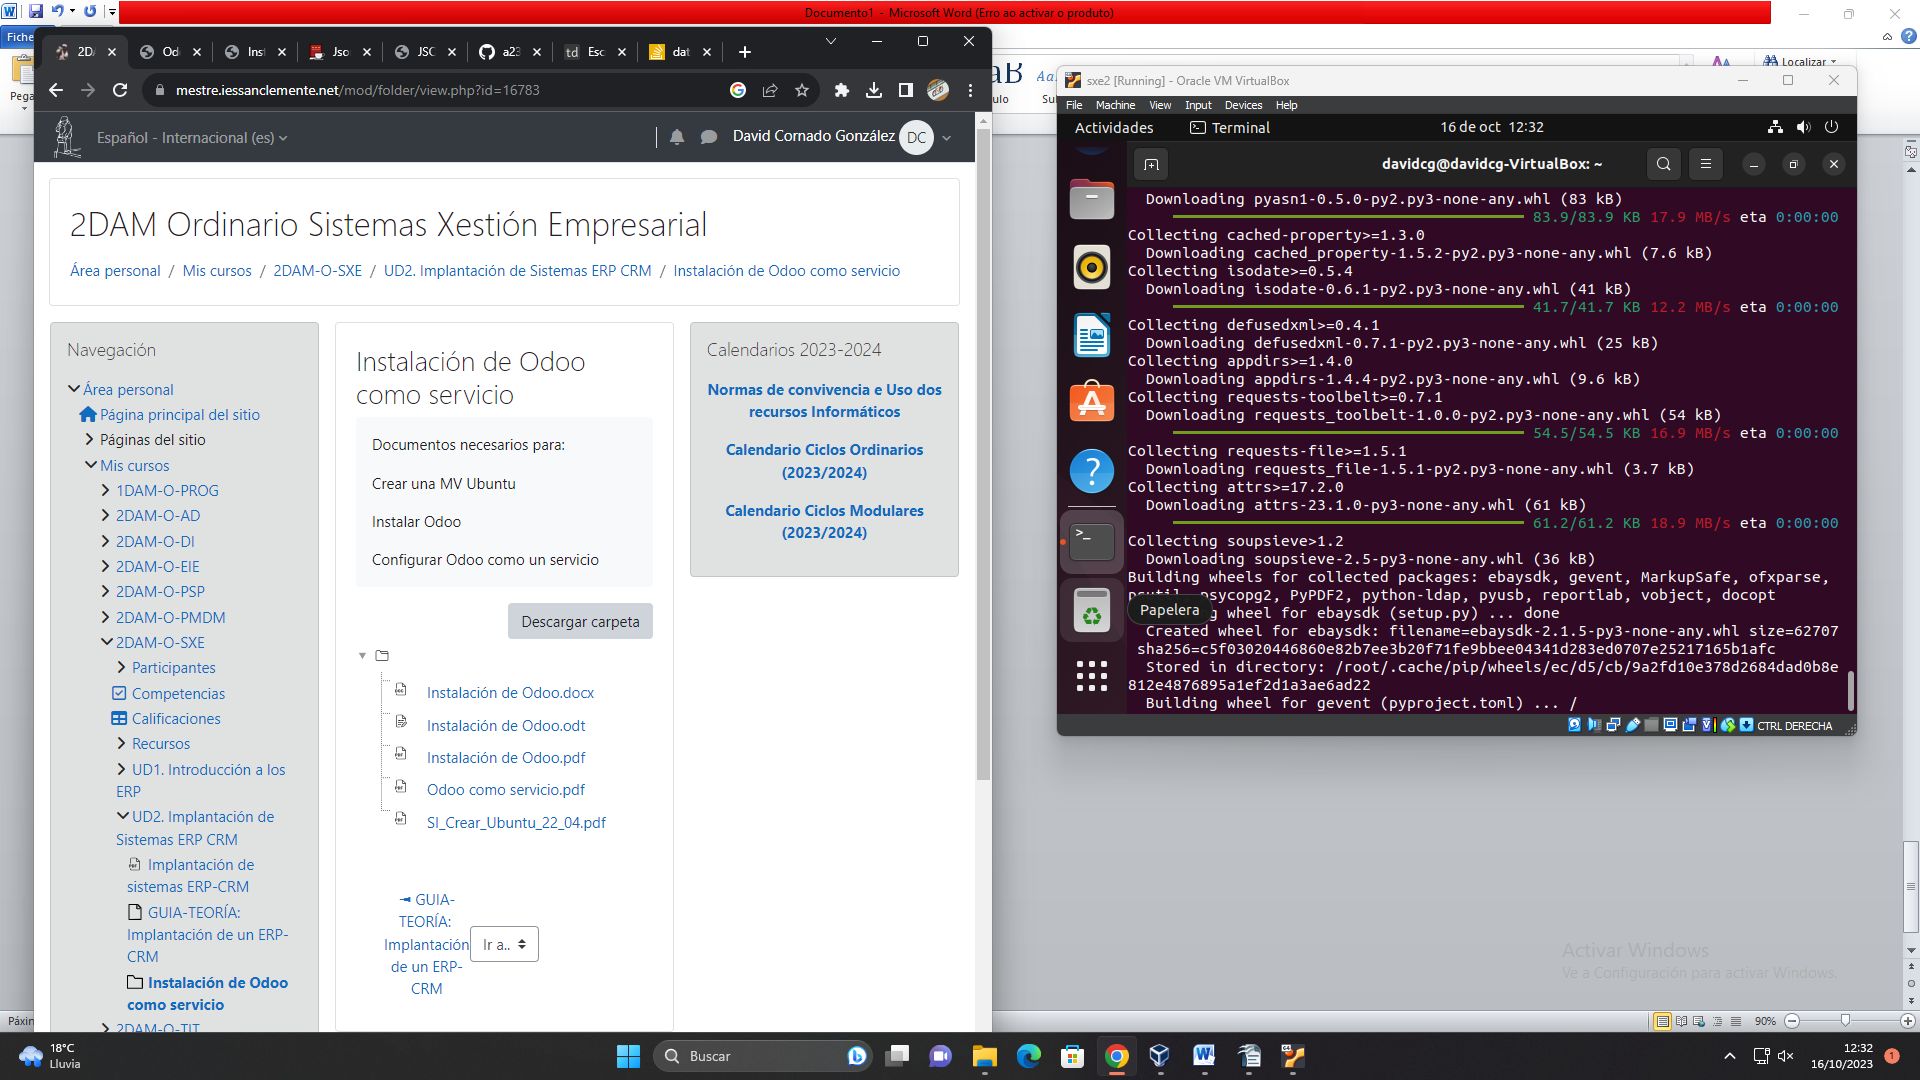 Documento1 - Microsoft Word (Erro ao activar o produto)
Fiche
Pega
Localizar
2D
Od
Ins
Jso
JSC
a23
Esc
dat
mestre.iessanclemente.net/mod/folder/view.php?id=16783
Español - Internacional (es)
David Cornado González
DC
2DAM Ordinario Sistemas Xestión Empresarial
Área personal / Mis cursos / 2DAM-O-SXE / UD2. Implantación de Sistemas ERP CRM / Instalación de Odoo como servicio
Navegación
Área personal
Página principal del sitio
Páginas del sitio
Mis cursos
1DAM-O-PROG
2DAM-O-AD
2DAM-O-DI
2DAM-O-EIE
2DAM-O-PSP
2DAM-O-PMDM
2DAM-O-SXE
Participantes
Competencias
Calificaciones
Recursos
UD1. Introducción a los
ERP
UD2. Implantación de
Sistemas ERP CRM
Implantación de
sistemas ERP-CRM
GUIA-TEORÍA:
Implantación de un ERP-
CRM
Instalación de Odoo
como servicio
2DAM-O-TIT
Instalación de Odoo
como servicio
Documentos necesarios para:
Crear una MV Ubuntu
Instalar Odoo
Configurar Odoo como un servicio
Descargar carpeta
Instalación de Odoo.docx
Instalación de Odoo.odt
Instalación de Odoo.pdf
Odoo como servicio.pdf
SI_Crear_Ubuntu_22_04.pdf
◄ GUIA-
TEORÍA:
Implantación
de un ERP-
CRM
Ir a..
Calendarios 2023-2024
Normas de convivencia e Uso dos
recursos Informáticos
Calendario Ciclos Ordinarios
(2023/2024)
Calendario Ciclos Modulares
(2023/2024)
sxe2 [Running] - Oracle VM VirtualBox
File Machine View Input Devices Help
Actividades
Terminal
16 de oct 12:32
davidcg@davidcg-VirtualBox: ~
Downloading pyasn1-0.5.0-py2.py3-none-any.whl (83 kB)
83.9/83.9 KB 17.9 MB/s eta 0:00:00
Collecting cached-property>=1.3.0
Downloading cached_property-1.5.2-py2.py3-none-any.whl (7.6 kB)
Collecting isodate>=0.5.4
Downloading isodate-0.6.1-py2.py3-none-any.whl (41 kB)
41.7/41.7 KB 12.2 MB/s eta 0:00:00
Collecting defusedxml>=0.4.1
Downloading defusedxml-0.7.1-py2.py3-none-any.whl (25 kB)
Collecting appdirs>=1.4.0
Downloading appdirs-1.4.4-py2.py3-none-any.whl (9.6 kB)
Collecting requests-toolbelt>=0.7.1
Downloading requests_toolbelt-1.0.0-py2.py3-none-any.whl (54 kB)
54.5/54.5 KB 16.9 MB/s eta 0:00:00
Collecting requests-file>=1.5.1
Downloading requests_file-1.5.1-py2.py3-none-any.whl (3.7 kB)
Collecting attrs>=17.2.0
Downloading attrs-23.1.0-py3-none-any.whl (61 kB)
61.2/61.2 KB 18.9 MB/s eta 0:00:00
Collecting soupsieve>1.2
Downloading soupsieve-2.5-py3-none-any.whl (36 kB)
Building wheels for collected packages: ebaysdk, gevent, MarkupSafe, ofxparse,
psycopg2, PyPDF2, python-ldap, pyusb, reportlab, vobject, docopt
Papelera
wheel for ebaysdk (setup.py) ... done
Created wheel for ebaysdk: filename=ebaysdk-2.1.5-py3-none-any.whl size=62707
sha256=c5f03020446860e82b7ee3b20f71fe9bbee04341d283ed0707e25217165b1afc
Stored in directory: /root/.cache/pip/wheels/ec/d5/cb/9a2fd10e378d2684dad0b8e
812e4876895a1ef2d1a3ae6ad22
Building wheel for gevent (pyproject.toml) ... /
CTRL DERECHA
Activar Windows
Ve a Configuración para activar Windows.
Páxin
90%
18°C
Lluvia
Buscar
12:32
16/10/2023
1